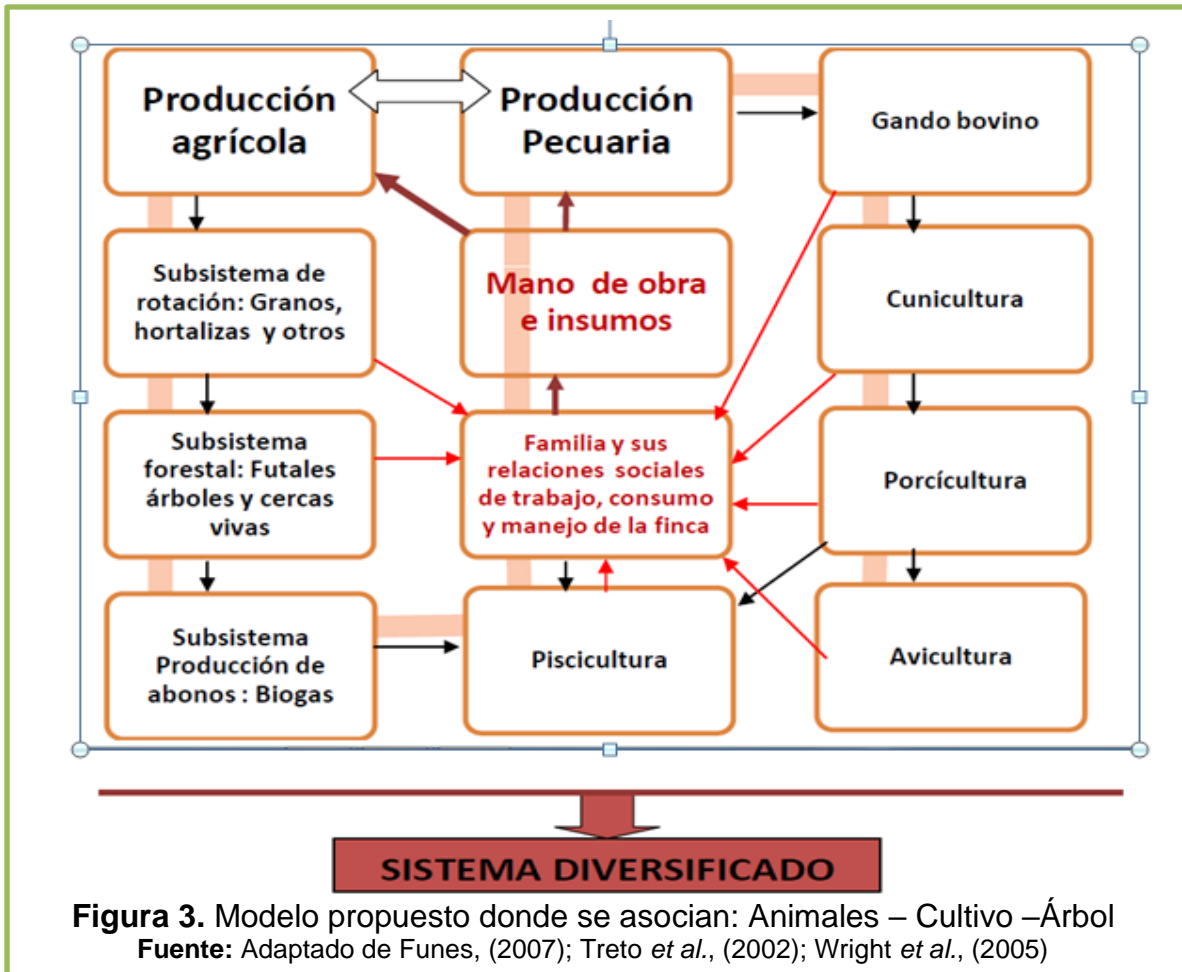 Producción
agrícola
Producción
Pecuaria
Gando bovino
Subsistema de
rotación: Granos,
hortalizas y otros
Mano de obra
e insumos
Cunicultura
Subsistema
forestal: Futales
árboles y cercas
vivas
Familia y sus
relaciones sociales
de trabajo, consumo
y manejo de la finca
Porcícultura
Subsistema
Producción de
abonos : Biogas
Piscicultura
Avicultura
SISTEMA DIVERSIFICADO
Figura 3. Modelo propuesto donde se asocian: Animales – Cultivo –Árbol
Fuente: Adaptado de Funes, (2007); Treto et al., (2002); Wright et al., (2005)